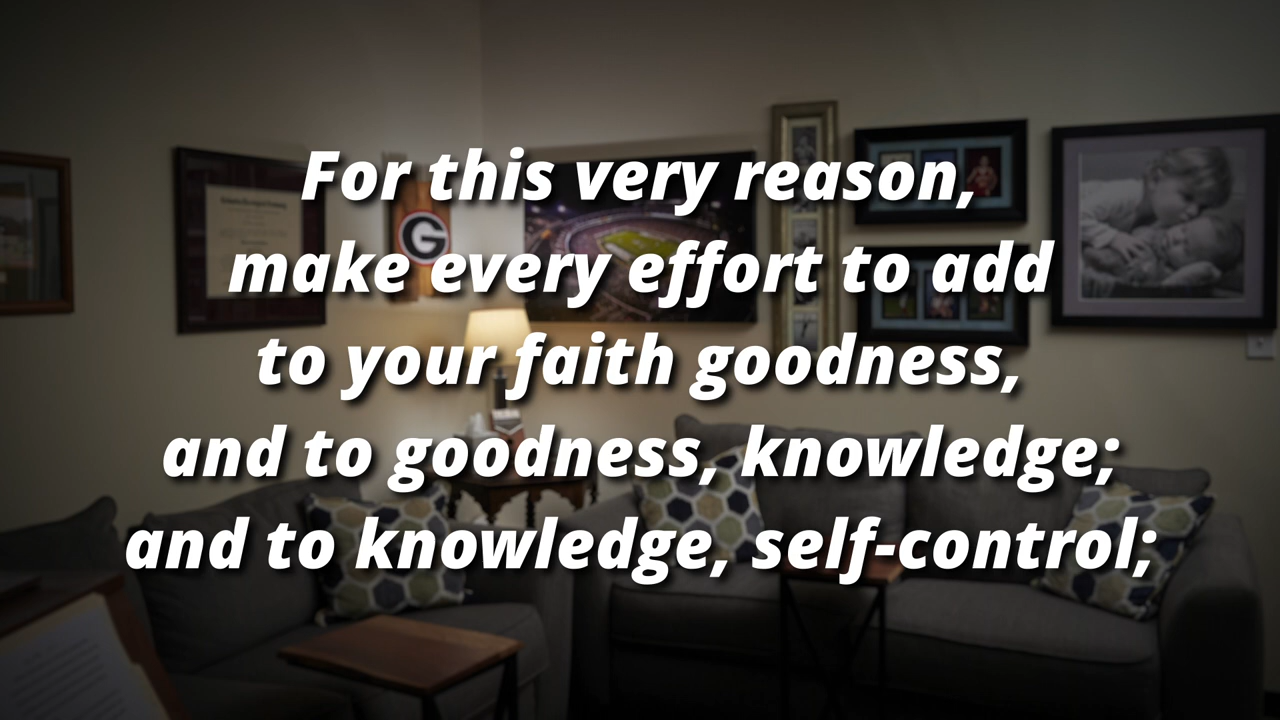 For this very reason,
make every effort to add
to your faith goodness,
and to goodness, knowledge;
and to knowledge, self-control;
G